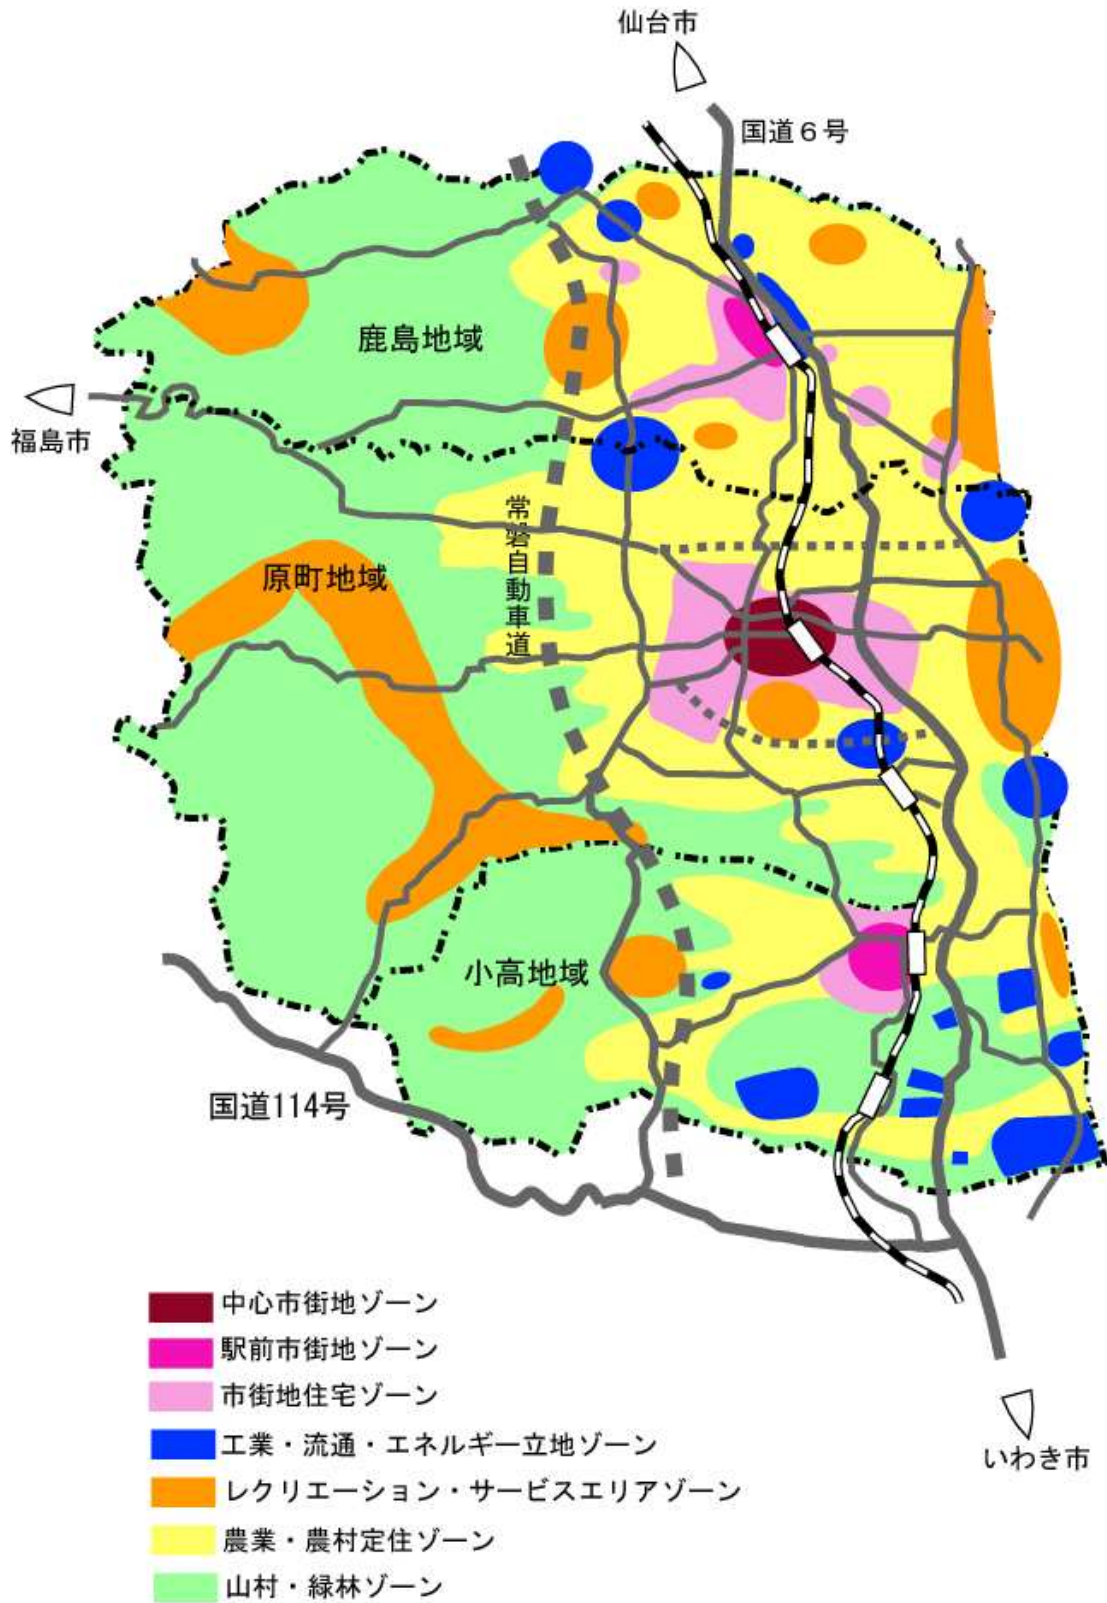 仙台市
国道6号
鹿島地域
福島市
常磐自動車道
原町地域
小高地域
国道114号
中心市街地ゾーン
駅前市街地ゾーン
市街地住宅ゾーン
工業・流通・エネルギー立地ゾーン
いわき市
レクリエーション・サービスエリアゾーン
農業・農村定住ゾーン
山村・緑林ゾーン